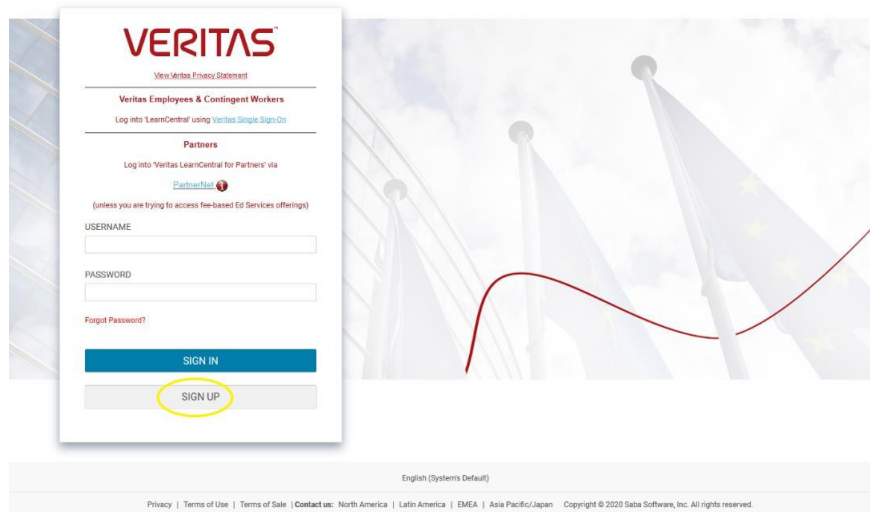 VERITAS™
View Veritas Privacy Statement
Veritas Employees & Contingent Workers
Log into 'LearnCentral' using Veritas Single Sign-On
Partners
Log into 'Veritas LearnCentral for Partners' via
PartnerNet
(unless you are trying to access fee-based Ed Services offerings)
USERNAME
PASSWORD
Forgot Password?
SIGN IN
SIGN UP
English (System's Default)
Privacy | Terms of Use | Terms of Sale | Contact us: North America | Latin America | EMEA | Asia Pacific/Japan Copyright © 2020 Saba Software, Inc. All rights reserved.